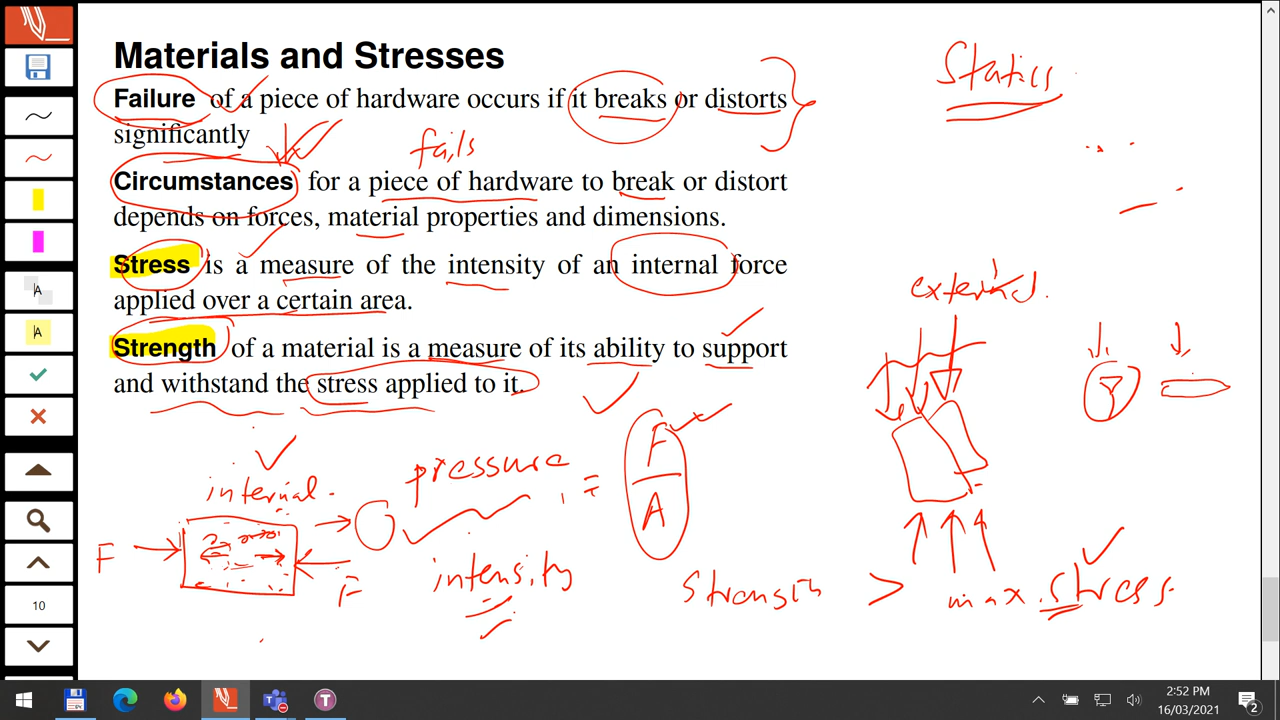 Materials and Stresses
Statics
Failure of a piece of hardware occurs if it breaks or distorts
significantly
fails
Circumstances for a piece of hardware to break or distort
depends on forces, material properties and dimensions.
Stress is a measure of the intensity of an internal force
applied over a certain area.
external.
Strength of a material is a measure of its ability to support
and withstand the stress applied to it.
pressure = F
A
internal.
F
F
intensity
Strength > max. stress.
A
A
10
2:52 PM
16/03/2021
2
T